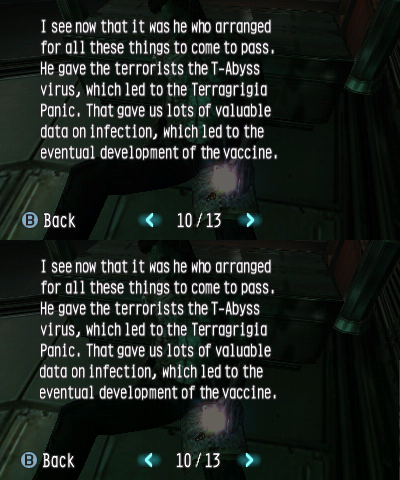 I see now that it was he who arranged
for all these things to come to pass.
He gave the terrorists the T-Abyss
virus, which led to the Terragrigia
Panic. That gave us lots of valuable
data on infection, which led to the
eventual development of the vaccine.
B Back 10/13
I see now that it was he who arranged
for all these things to come to pass.
He gave the terrorists the T-Abyss
virus, which led to the Terragrigia
Panic. That gave us lots of valuable
data on infection, which led to the
eventual development of the vaccine.
B Back 10/13